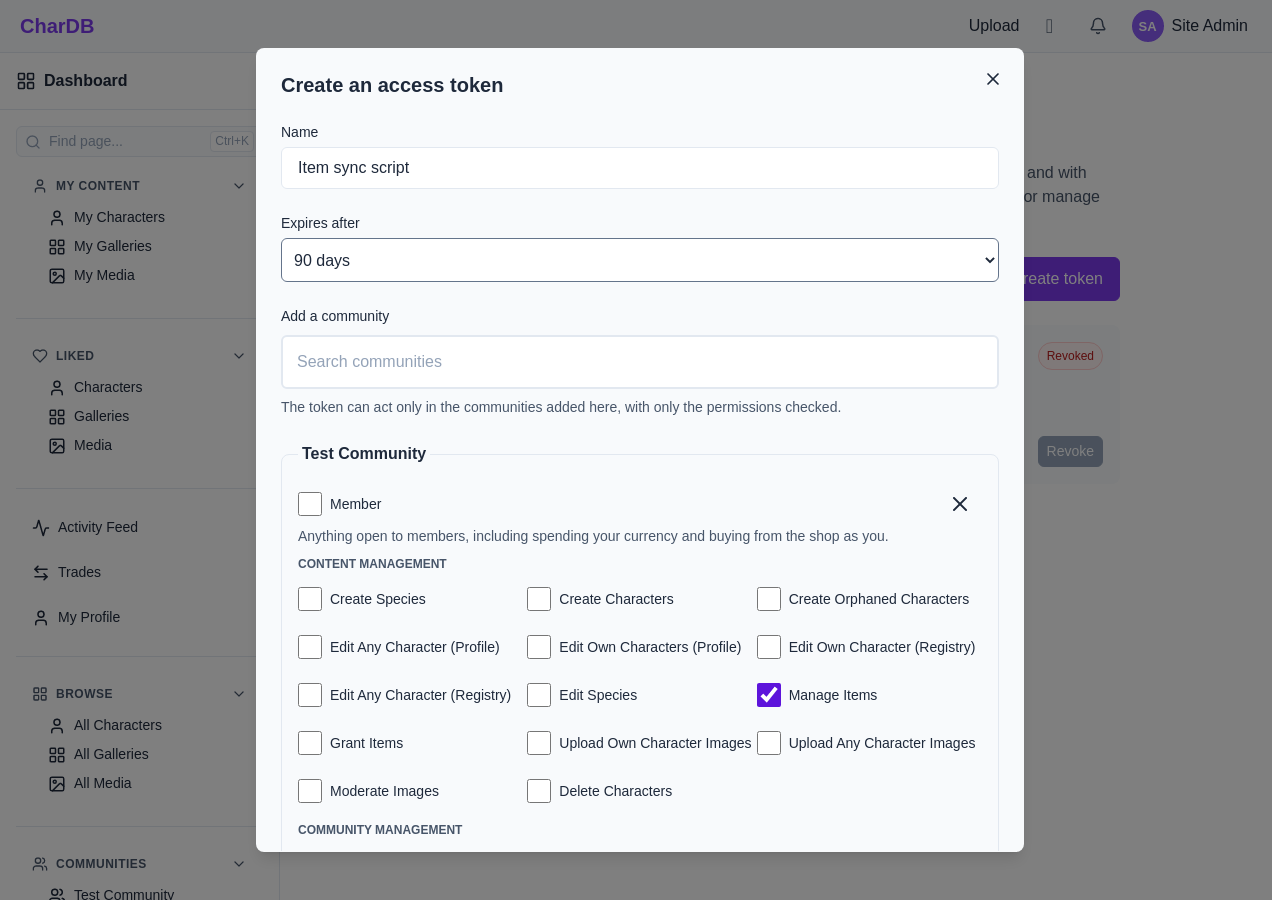 CharDB
Upload
SA
Site Admin
Dashboard
Find page...
Ctrl+K
MY CONTENT
My Characters
My Galleries
My Media
LIKED
Characters
Galleries
Media
Activity Feed
Trades
My Profile
BROWSE
All Characters
All Galleries
All Media
COMMUNITIES
Test Community
and with
or manage
reate token
Revoked
Revoke
Create an access token
Name
Item sync script
Expires after
90 days
Add a community
Search communities
The token can act only in the communities added here, with only the permissions checked.
Test Community
Member
Anything open to members, including spending your currency and buying from the shop as you.
CONTENT MANAGEMENT
Create Species
Create Characters
Create Orphaned Characters
Edit Any Character (Profile)
Edit Own Characters (Profile)
Edit Own Character (Registry)
Edit Any Character (Registry)
Edit Species
Manage Items
Grant Items
Upload Own Character Images
Upload Any Character Images
Moderate Images
Delete Characters
COMMUNITY MANAGEMENT